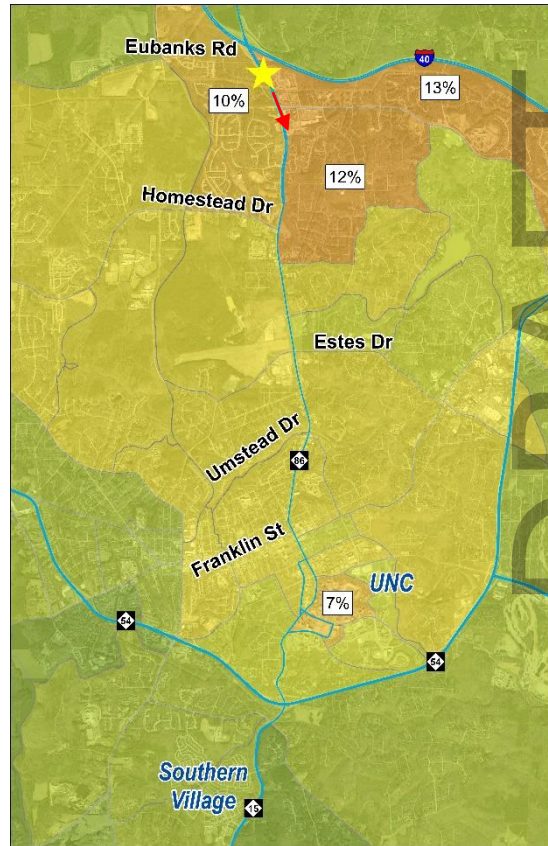 Eubanks Rd
40
13%
10%
12%
Homestead Dr
Estes Dr
Umstead Dr
86
Franklin St
UNC
7%
54
54
Southern
Village
15
DRAFT